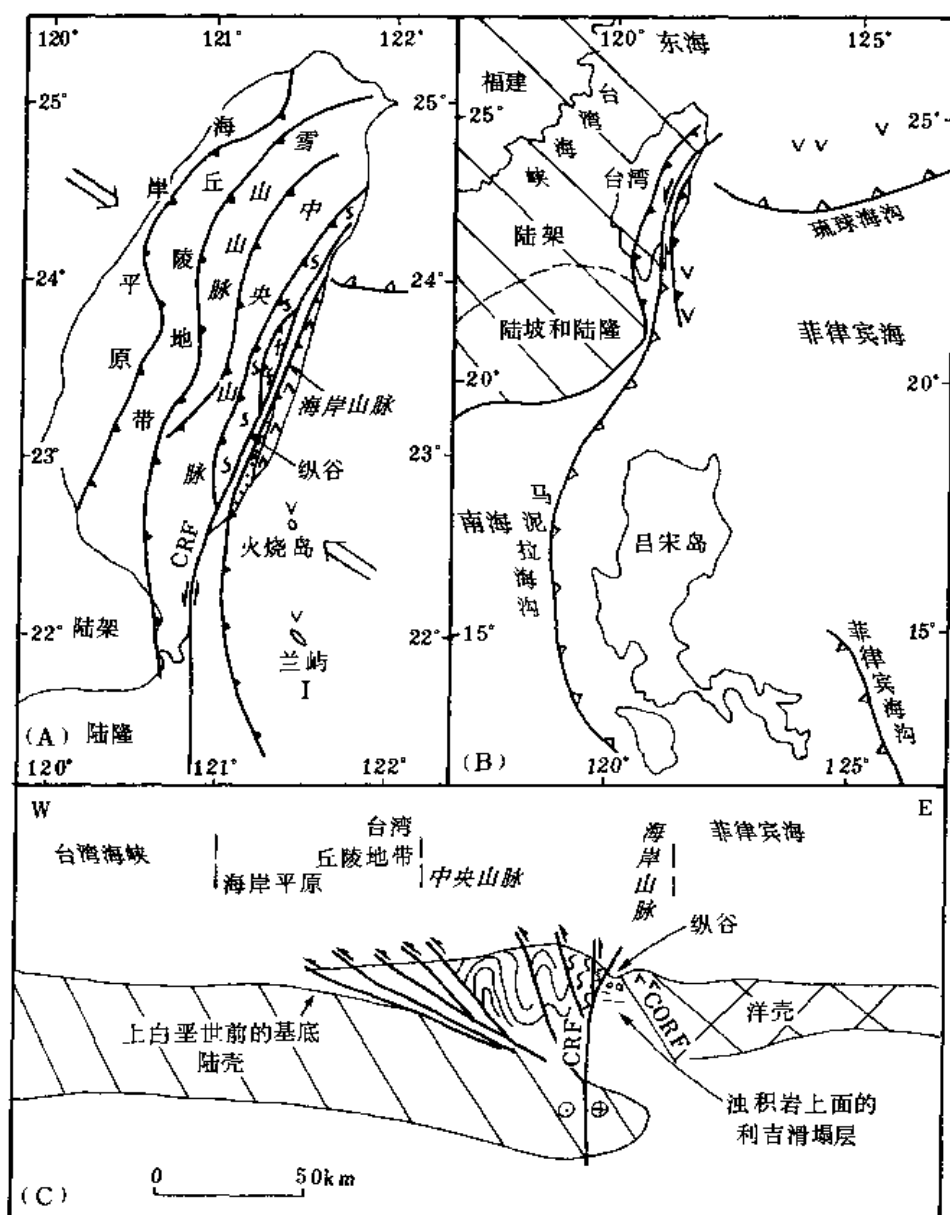 120°
121°
122°
25°
24°
23°
22°
海岸平原带
丘陵地
雪山山脉
中央山脉
海岸山脉
纵谷
CRF
火烧岛
兰屿
I
陆架
陆隆
(A)
120°
121°
122°
120°
125°
东海
福建
25°
25°
台湾海峡
台湾
陆架
琉球海沟
陆坡和陆隆
菲律宾海
20°
20°
南海
马泥拉海沟
吕宋岛
15°
15°
菲律宾海沟
(B)
120°
125°
W
E
台湾海峡
海岸平原
台湾
丘陵地带
中央山脉
海岸山脉
菲律宾海
纵谷
上白垩世前的基底
陆壳
CRF
CORF
洋壳
浊积岩上面的
利吉滑塌层
0
50km
(C)